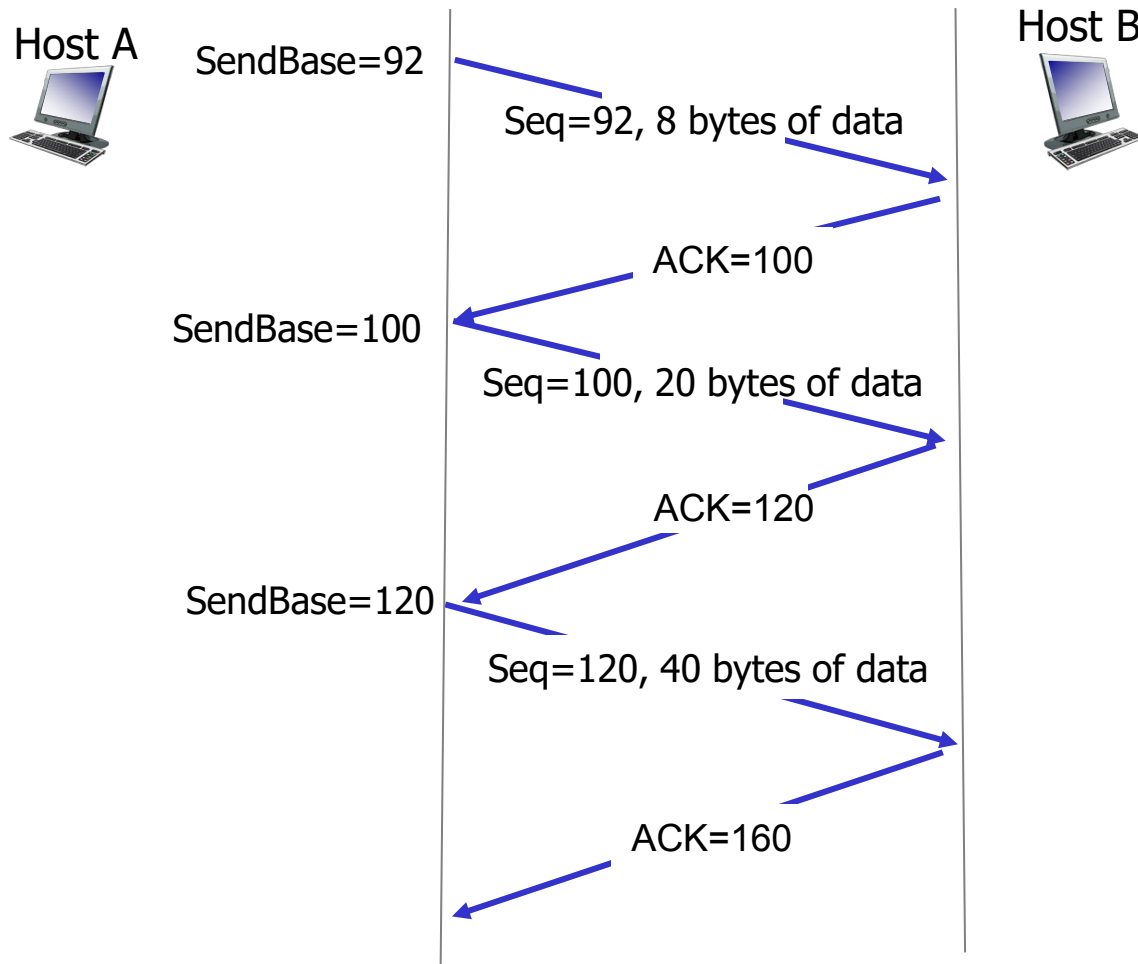 Host A
Host B
SendBase=92
Seq=92, 8 bytes of data
ACK=100
SendBase=100
Seq=100, 20 bytes of data
ACK=120
SendBase=120
Seq=120, 40 bytes of data
ACK=160